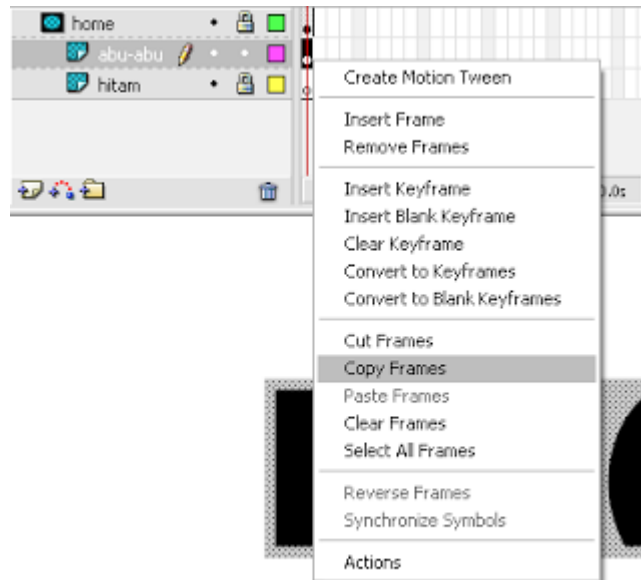 home
abu-abu
hitam
0.0s
Create Motion Tween
Insert Frame
Remove Frames
Insert Keyframe
Insert Blank Keyframe
Clear Keyframe
Convert to Keyframes
Convert to Blank Keyframes
Cut Frames
Copy Frames
Paste Frames
Clear Frames
Select All Frames
Reverse Frames
Synchronize Symbols
Actions